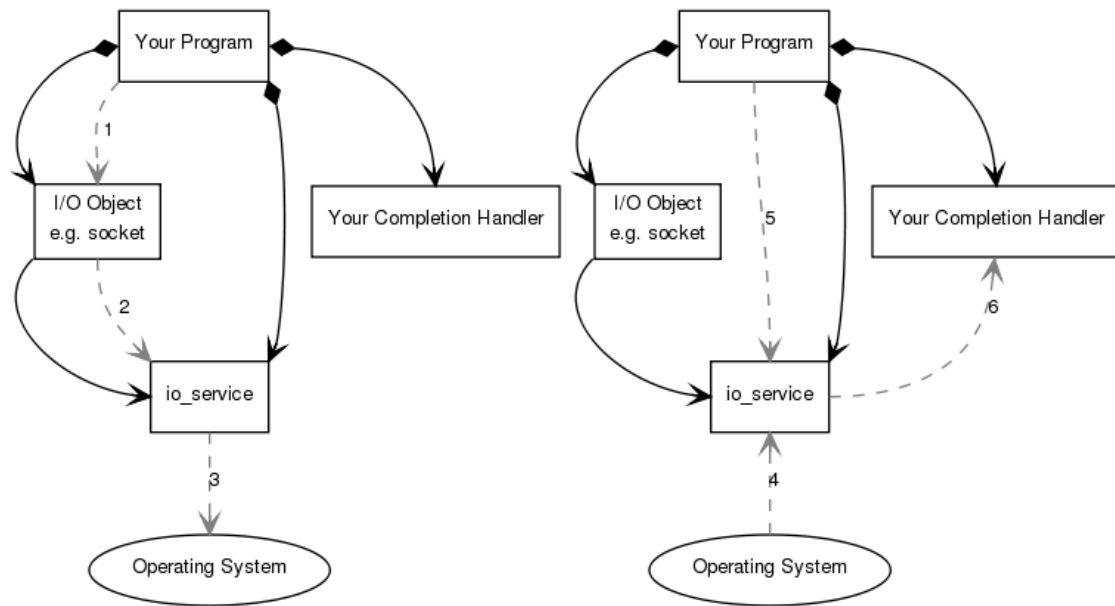 Your Program
1
I/O Object
e.g. socket
Your Completion Handler
2
io_service
3
Operating System
Your Program
I/O Object
e.g. socket
5
Your Completion Handler
6
io_service
4
Operating System